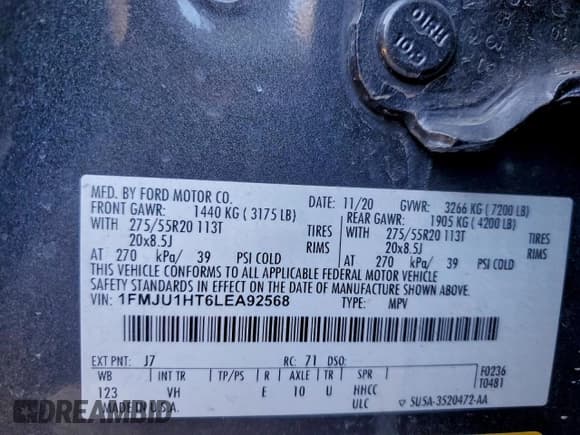 MFD. BY FORD MOTOR CO.
DATE: 11/20 GVWR: 3266 KG ( 7200 LB)
FRONT GAWR: 1440 KG ( 3175 LB) REAR GAWR: 1905 KG ( 4200 LB)
WITH 275/55R20 113T TIRES WITH 275/55R20 113T TIRES
20x8.5J RIMS 20x8.5J RIMS
AT 270 kPa/ 39 PSI COLD AT 270 kPa/ 39 PSI COLD
THIS VEHICLE CONFORMS TO ALL APPLICABLE FEDERAL MOTOR VEHICLE
SAFETY STANDARDS IN EFFECT ON THE DATE OF MANUFACTURE SHOWN ABOVE.
VIN: 1FMJU1HT6LEA92568 TYPE: MPV
EXT PNT: J7 RC: 71 DSO: F0236
WB INT TR TP/PS R AXLE TR SPR T0481
123 VH E 10 U HHCC
MADE IN U.S.A. ULC 5U5A-3520472-AA
DREAMBID